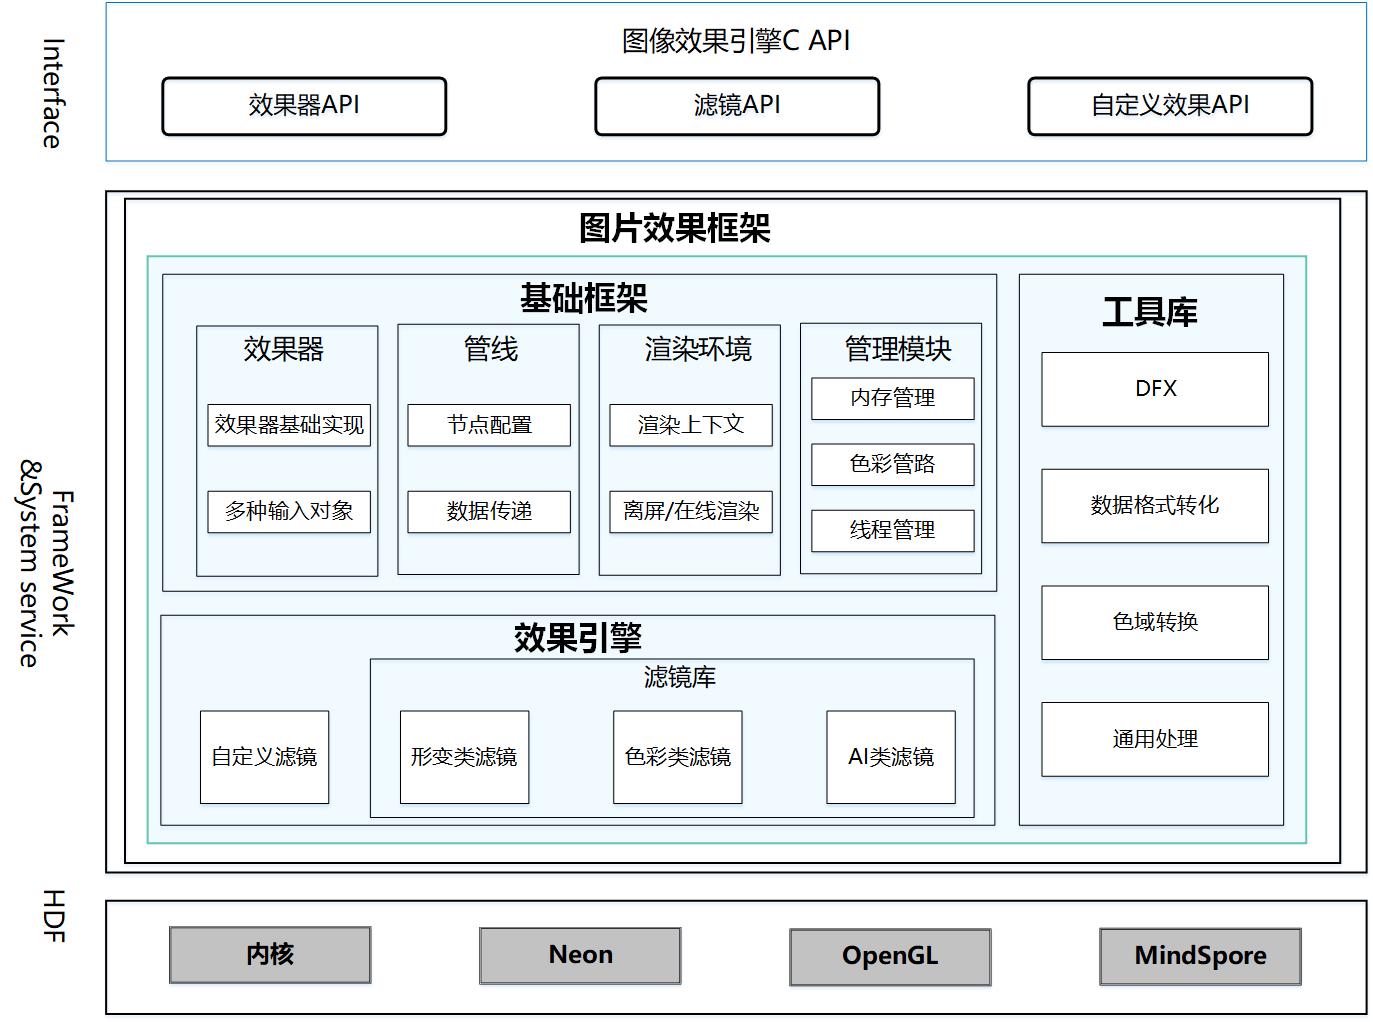 Interface
图像效果引擎C API
效果器API
滤镜API
自定义效果API
FrameWork
&System service
图片效果框架
基础框架
效果器
效果器基础实现
多种输入对象
管线
节点配置
数据传递
渲染环境
渲染上下文
离屏/在线渲染
管理模块
内存管理
色彩管路
线程管理
效果引擎
自定义滤镜
滤镜库
形变类滤镜
色彩类滤镜
AI类滤镜
工具库
DFX
数据格式转化
色域转换
通用处理
HDF
内核
Neon
OpenGL
MindSpore